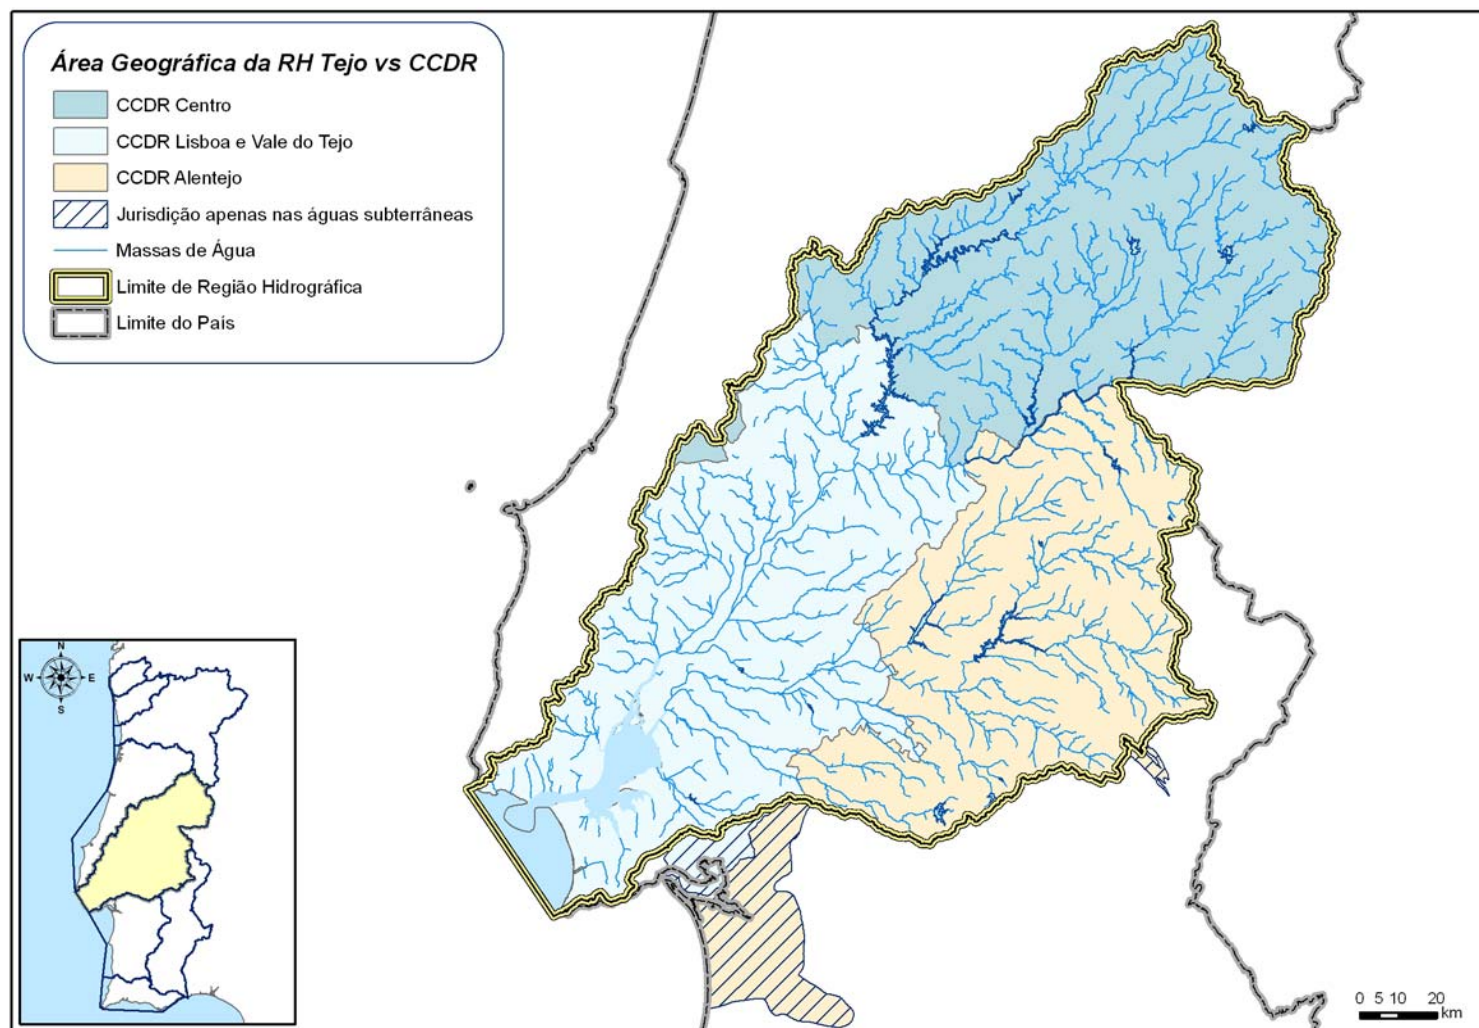 Área Geográfica da RH Tejo vs CCDR
CCDR Centro
CCDR Lisboa e Vale do Tejo
CCDR Alentejo
Jurisdição apenas nas águas subterrâneas
Massas de Água
Limite de Região Hidrográfica
Limite do País
N
W E
S
0 5 10 20
km